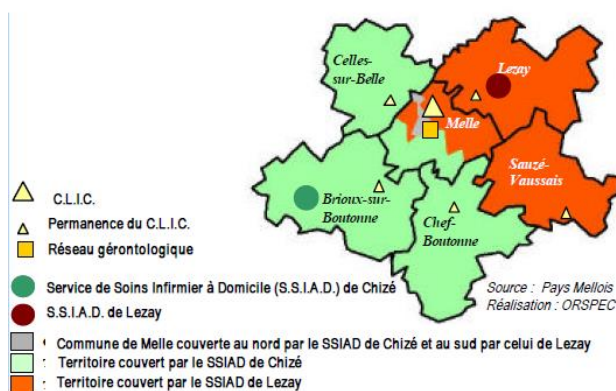 Celles-
sur-Belle
Lezay
Melle
Sauzé-
Vaussais
Brioux-sur-
Boutonne
Chef-
Boutonne
C.L.I.C.
Permanence du C.L.I.C.
Réseau gérontologique
Service de Soins Infirmier à Domicile (S.S.I.A.D.) de Chizé
S.S.I.A.D. de Lezay
Source : Pays Mellois
Réalisation : ORSPEC
Commune de Melle couverte au nord par le SSIAD de Chizé et au sud par celui de Lezay
Territoire couvert par le SSIAD de Chizé
Territoire couvert par le SSIAD de Lezay